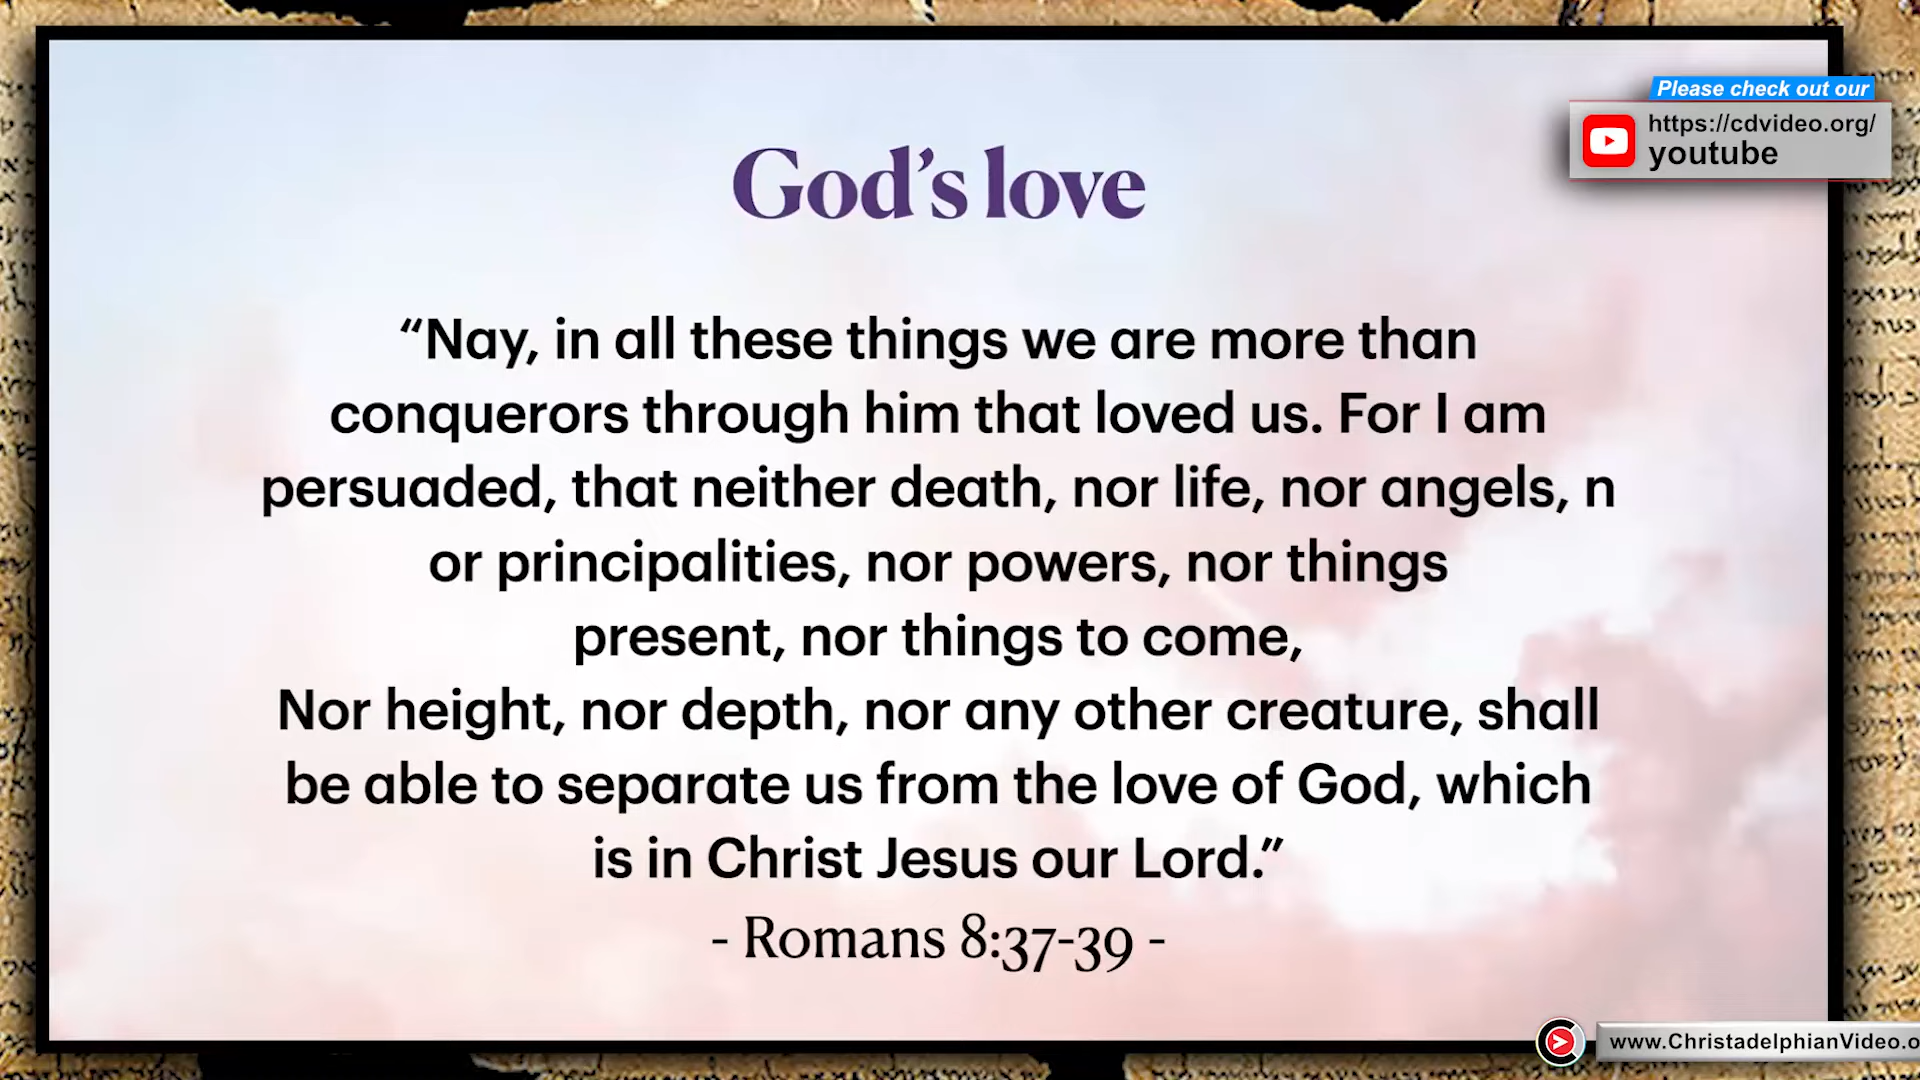 Please check out our
https://cdvideo.org/
youtube
God's love
“Nay, in all these things we are more than
conquerors through him that loved us. For I am
persuaded, that neither death, nor life, nor angels, n
or principalities, nor powers, nor things
present, nor things to come,
Nor height, nor depth, nor any other creature, shall
be able to separate us from the love of God, which
is in Christ Jesus our Lord.”
- Romans 8:37-39 -
www.ChristadelphianVideo.o